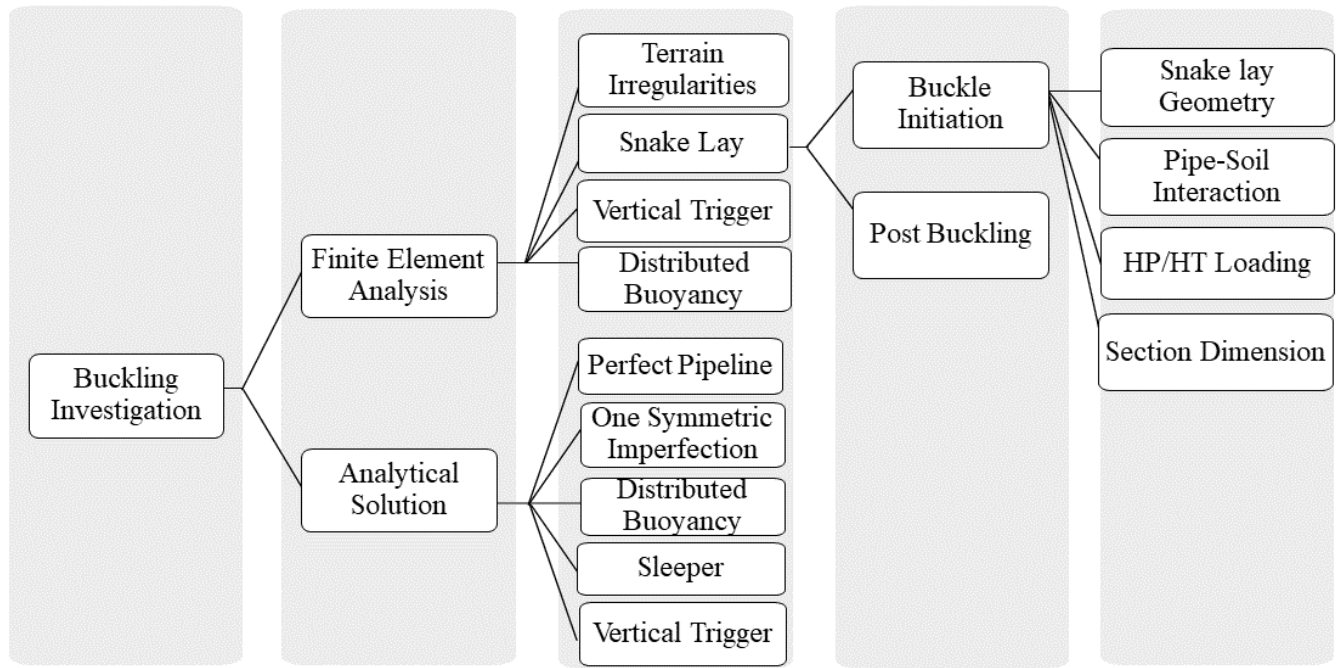 Buckling
Investigation
Finite Element
Analysis
Analytical
Solution
Terrain
Irregularities
Snake Lay
Vertical Trigger
Distributed
Buoyancy
Perfect Pipeline
One Symmetric
Imperfection
Distributed
Buoyancy
Sleeper
Vertical Trigger
Buckle
Initiation
Post Buckling
Snake lay
Geometry
Pipe-Soil
Interaction
HP/HT Loading
Section Dimension